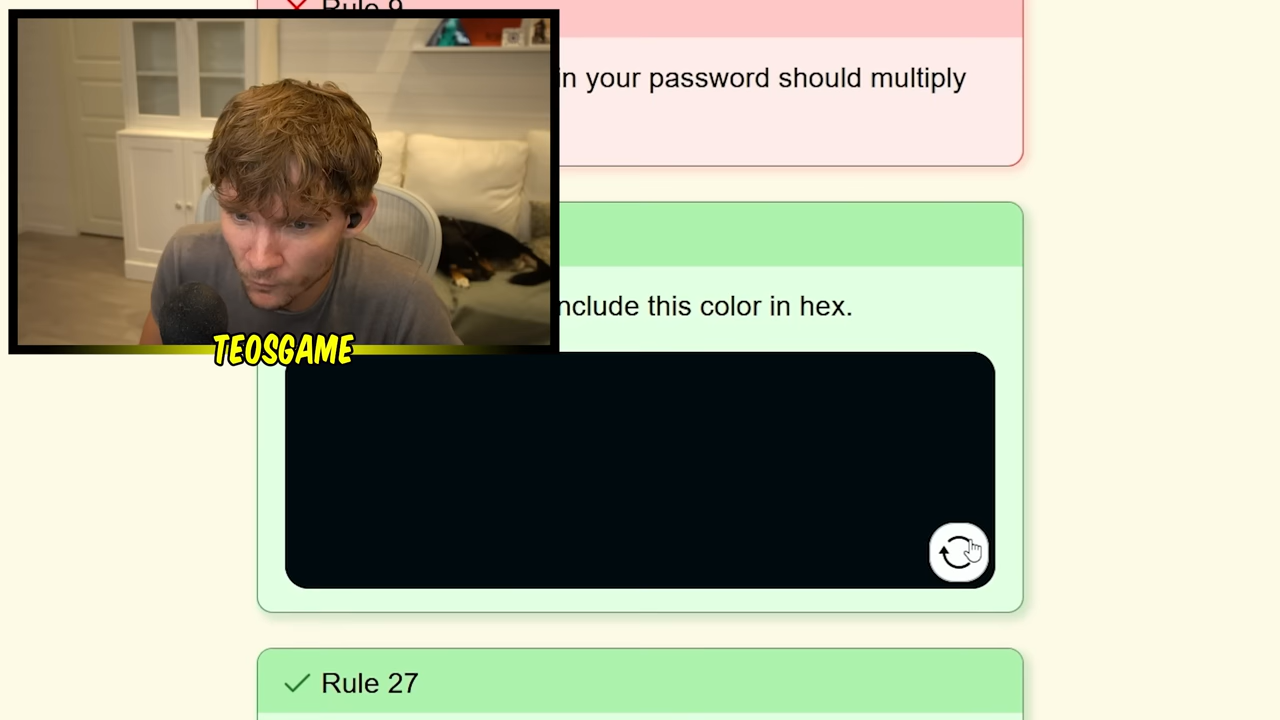 Rule 9
in your password should multiply
nclude this color in hex.
TEOSGAME
Rule 27